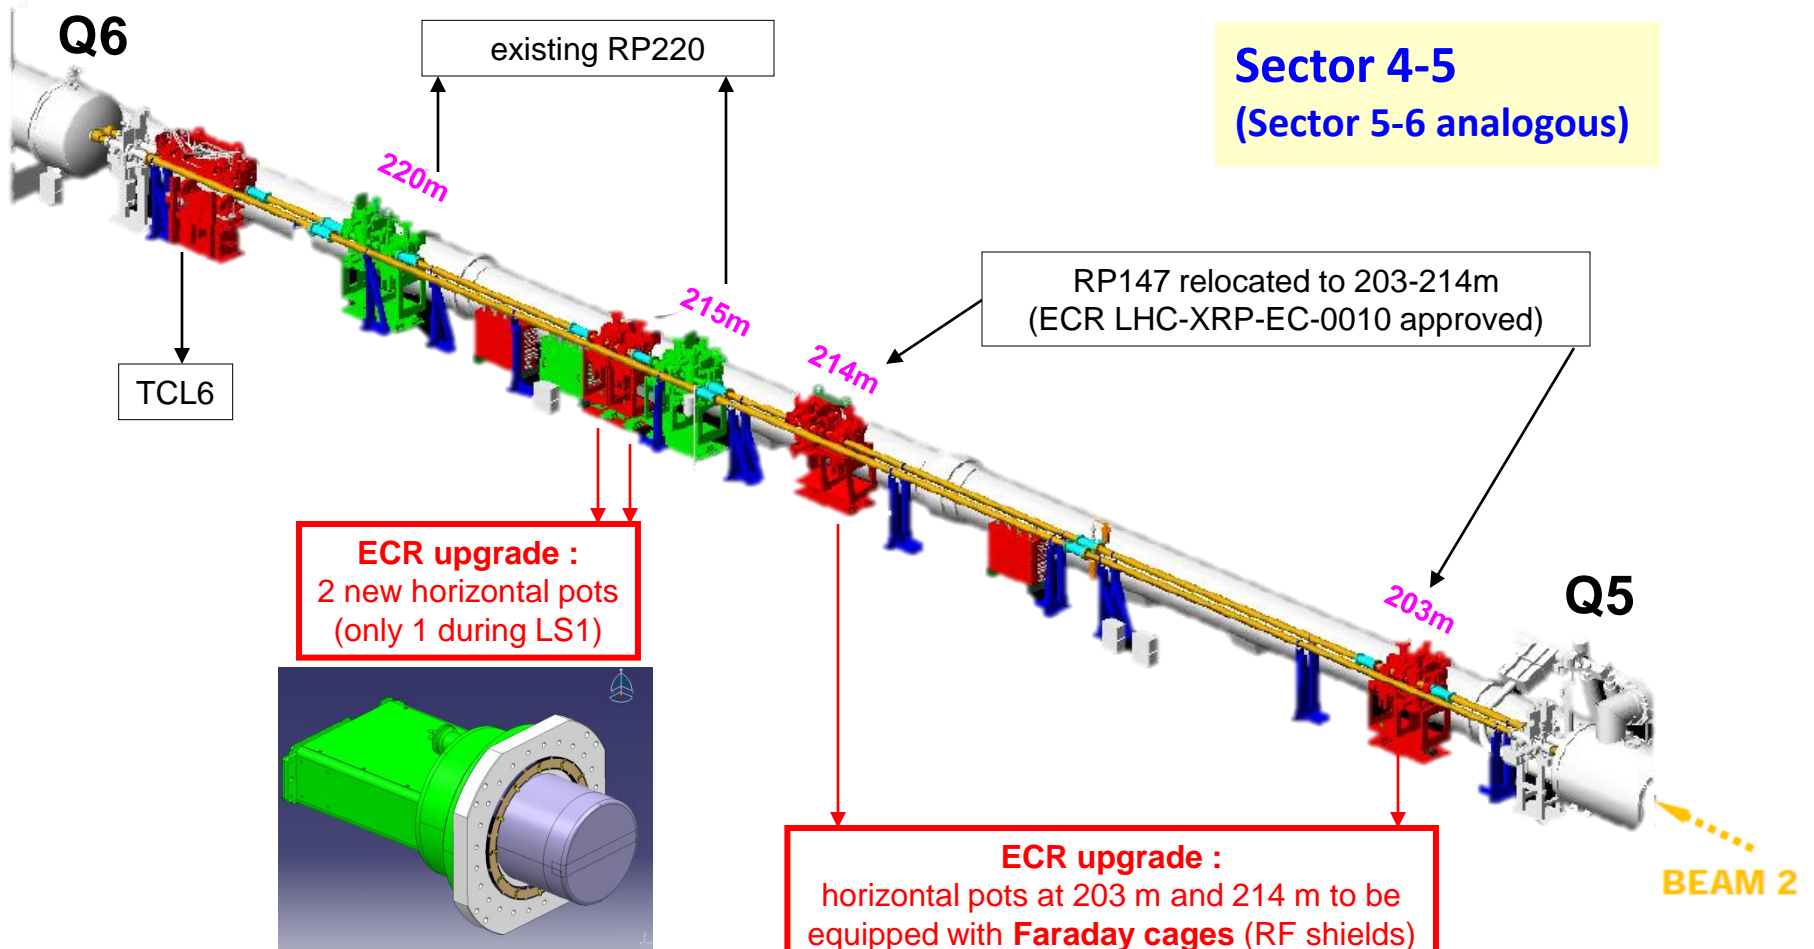 Q6
existing RP220
Sector 4-5
(Sector 5-6 analogous)
220m
215m
RP147 relocated to 203-214m
(ECR LHC-XRP-EC-0010 approved)
214m
TCL6
203m
Q5
ECR upgrade :
2 new horizontal pots
(only 1 during LS1)
ECR upgrade :
horizontal pots at 203 m and 214 m to be
equipped with Faraday cages (RF shields)
BEAM 2